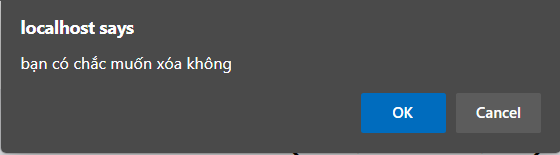 localhost says
bạn có chắc muốn xóa không
OK
Cancel